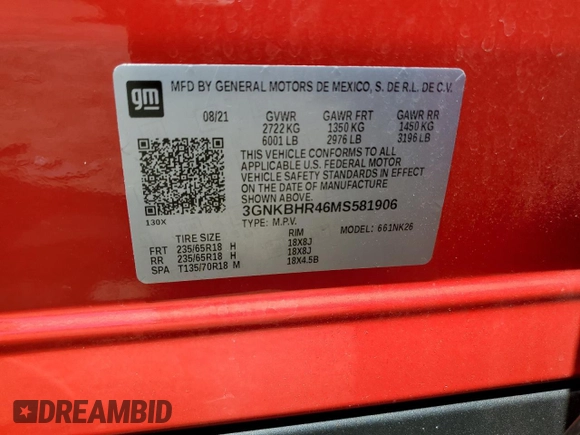 gm
MFD BY GENERAL MOTORS DE MEXICO, S. DE R.L. DE C.V.
08/21 GVWR GAWR FRT GAWR RR
2722 KG 1350 KG 1450 KG
6001 LB 2976 LB 3196 LB
THIS VEHICLE CONFORMS TO ALL
APPLICABLE U.S. FEDERAL MOTOR
VEHICLE SAFETY STANDARDS IN EFFECT
ON THE DATE OF MANUFACTURE
SHOWN ABOVE.
3GNKBHR46MS581906
130X
TYPE: M.P.V. MODEL: 661NK26
TIRE SIZE RIM
FRT 235/65R18 H 18X8J
RR 235/65R18 H 18X8J
SPA T135/70R18 M 18X4.5B
DREAMBID